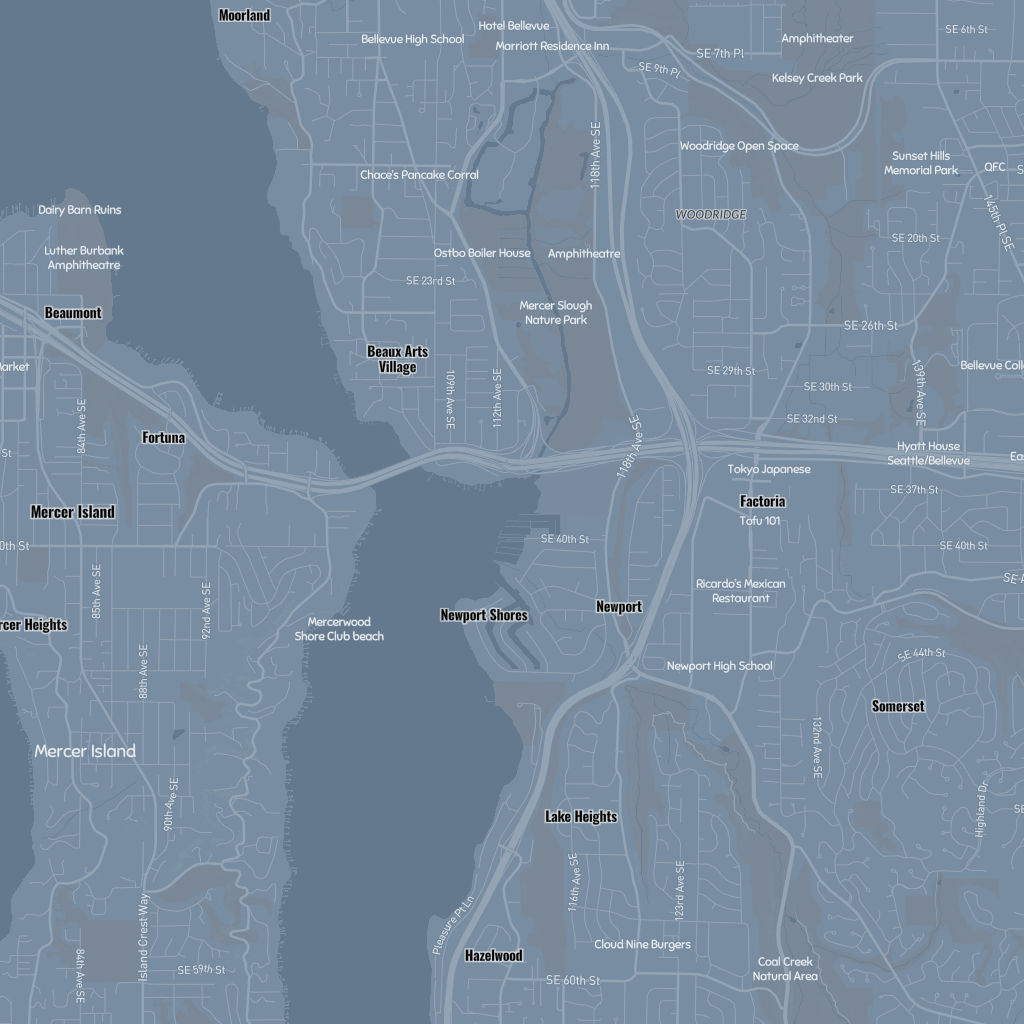 Moorland
Hotel Bellevue
Bellevue High School
Marriott Residence Inn
SE 7th Pl
Amphitheater
SE 6th St
SE 9th Pl
Kelsey Creek Park
118th Ave SE
Woodridge Open Space
Sunset Hills
Memorial Park
QFC
S
Chace's Pancake Corral
145th Pl SE
Dairy Barn Ruins
WOODRIDGE
SE 20th St
Luther Burbank
Amphitheatre
Ostbo Boiler House
Amphitheatre
SE 23rd St
Beaumont
Mercer Slough
Nature Park
SE 26th St
Beaux Arts
Village
arket
SE 29th St
Bellevue Coll
109th Ave SE
112th Ave SE
SE 30th St
139th Ave SE
84th Ave SE
SE 32nd St
Fortuna
118th Ave SE
Hyatt House
Seattle/Bellevue
St
Ea
Tokyo Japanese
SE 37th St
Factoria
Mercer Island
Tofu 101
SE 40th St
0th St
SE 40th St
85th Ave SE
Ricardo's Mexican
Restaurant
SE
92nd Ave SE
Newport
Newport Shores
rcer Heights
Mercerwood
Shore Club beach
SE 44th St
88th Ave SE
Newport High School
Somerset
Mercer Island
132nd Ave SE
90th Ave SE
Highland Dr
SE
Lake Heights
116th Ave SE
123rd Ave SE
Pleasure Pt Ln
Island Crest Way
Cloud Nine Burgers
Hazelwood
84th Ave SE
SE 59th St
Coal Creek
Natural Area
SE 60th St